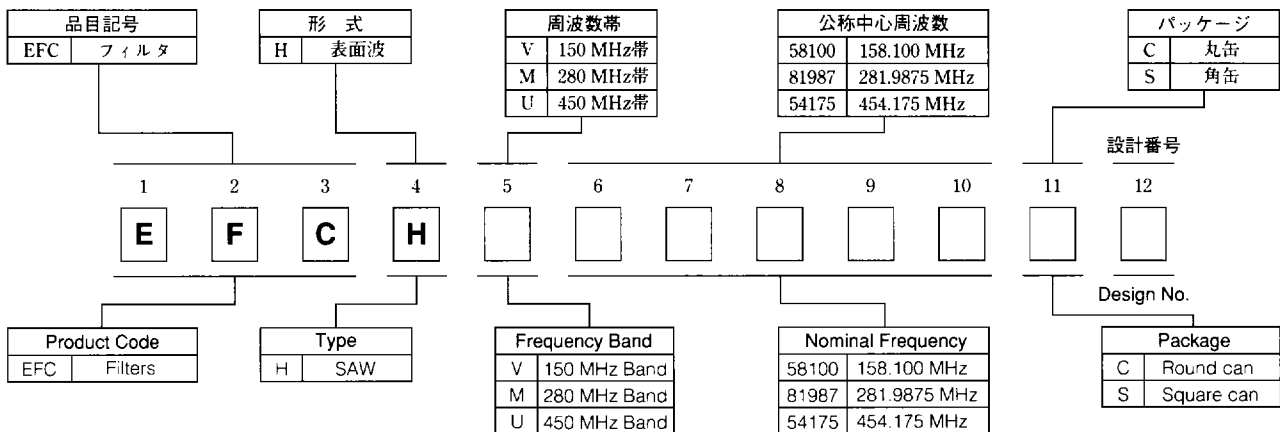 品目記号 形 式 周波数帯 公称中心周波数 パッケージ
EFC フィルタ H 表面波 V 150 MHz帯 58100 158.100 MHz C 丸缶
M 280 MHz帯 81987 281.9875 MHz S 角缶
U 450 MHz帯 54175 454.175 MHz
設計番号
1 2 3 4 5 6 7 8 9 10 11 12
E F C H
Design No.
Product Code Type Frequency Band Nominal Frequency Package
EFC Filters H SAW V 150 MHz Band 58100 158.100 MHz C Round can
M 280 MHz Band 81987 281.9875 MHz S Square can
U 450 MHz Band 54175 454.175 MHz